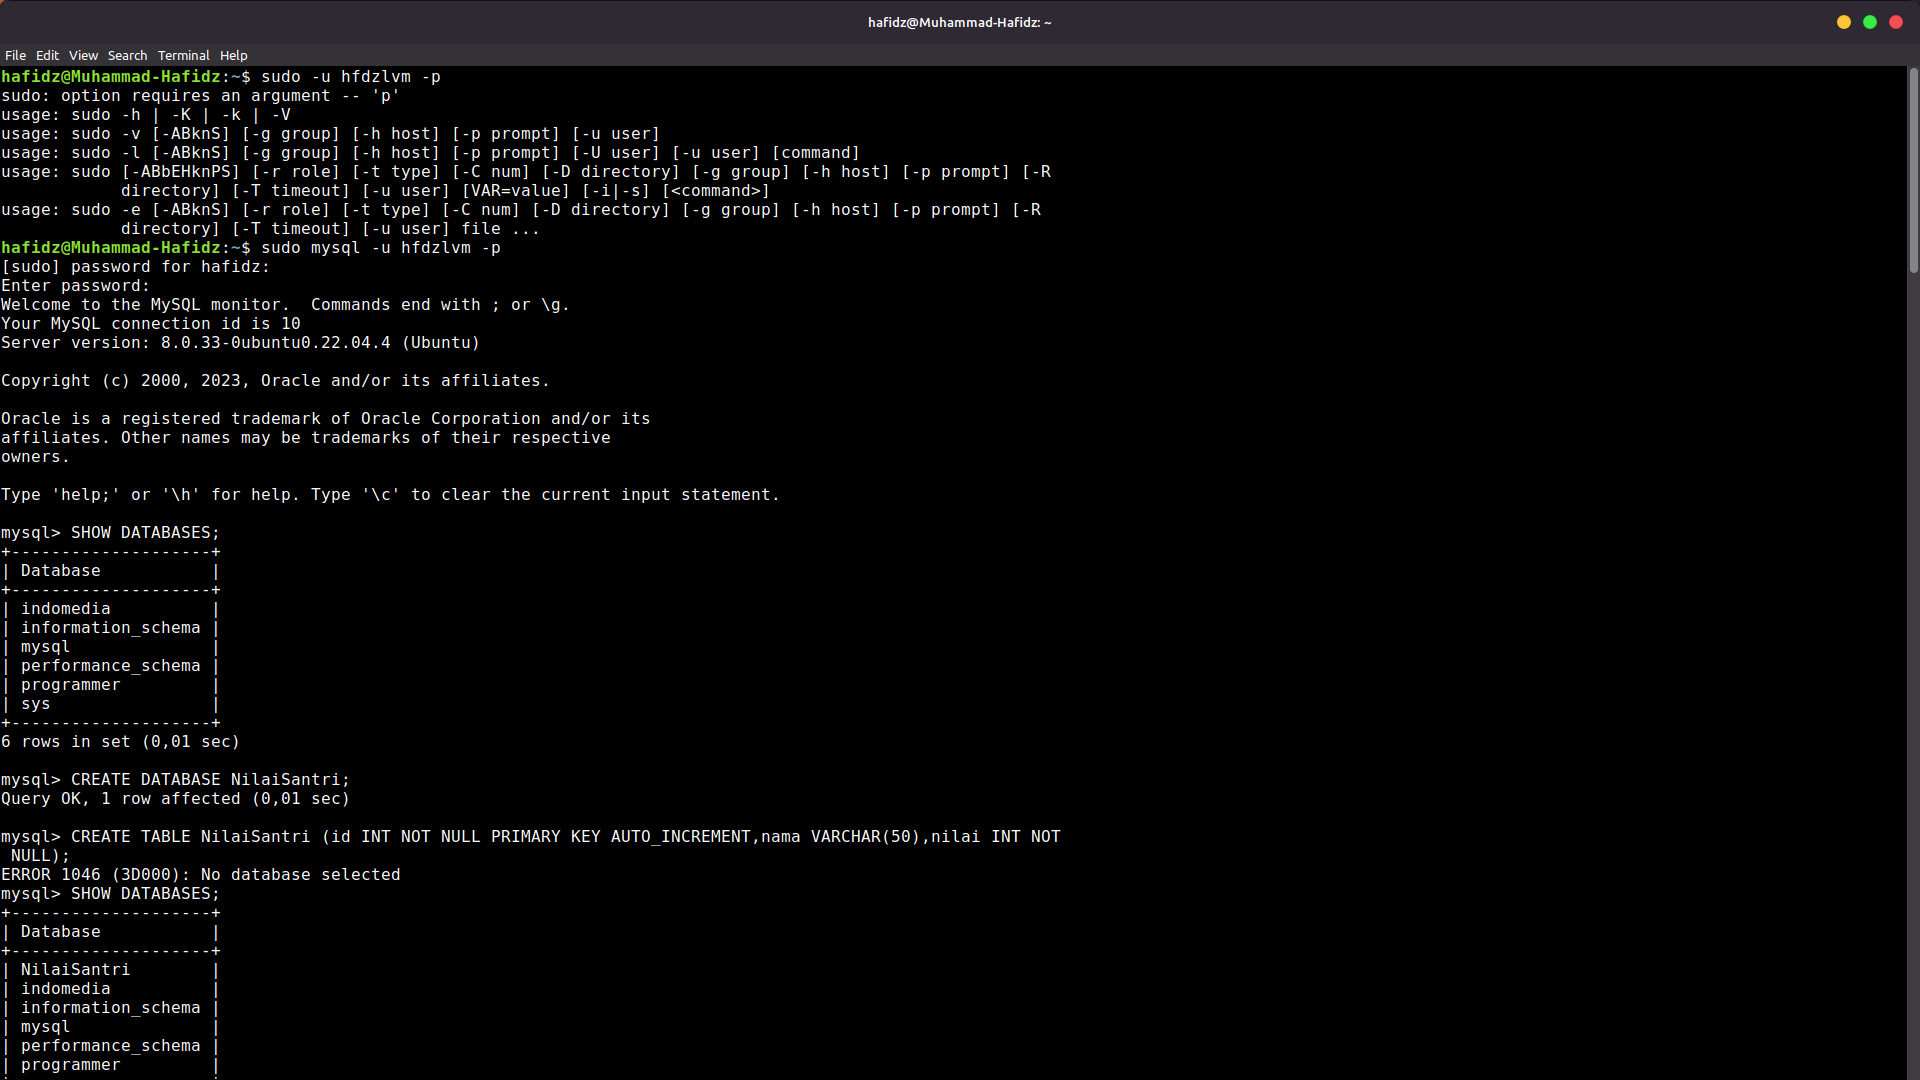 hafidz@Muhammad-Hafidz: ~
File Edit View Search Terminal Help
hafidz@Muhammad-Hafidz:~$ sudo -u hfdzlvm -p
sudo: option requires an argument -- 'p'
usage: sudo -h | -K | -k | -V
usage: sudo -v [-ABknS] [-g group] [-h host] [-p prompt] [-u user]
usage: sudo -l [-ABknS] [-g group] [-h host] [-p prompt] [-U user] [-u user] [command]
usage: sudo [-ABbEHknPS] [-r role] [-t type] [-C num] [-D directory] [-g group] [-h host] [-p prompt] [-R
            directory] [-T timeout] [-u user] [VAR=value] [-i|-s] [<command>]
usage: sudo -e [-ABknS] [-r role] [-t type] [-C num] [-D directory] [-g group] [-h host] [-p prompt] [-R
            directory] [-T timeout] [-u user] file ...
hafidz@Muhammad-Hafidz:~$ sudo mysql -u hfdzlvm -p
[sudo] password for hafidz:
Enter password:
Welcome to the MySQL monitor.  Commands end with ; or \g.
Your MySQL connection id is 10
Server version: 8.0.33-0ubuntu0.22.04.4 (Ubuntu)

Copyright (c) 2000, 2023, Oracle and/or its affiliates.

Oracle is a registered trademark of Oracle Corporation and/or its
affiliates. Other names may be trademarks of their respective
owners.

Type 'help;' or '\h' for help. Type '\c' to clear the current input statement.

mysql> SHOW DATABASES;
+--------------------+
| Database           |
+--------------------+
| indomedia          |
| information_schema |
| mysql              |
| performance_schema |
| programmer         |
| sys                |
+--------------------+
6 rows in set (0,01 sec)

mysql> CREATE DATABASE NilaiSantri;
Query OK, 1 row affected (0,01 sec)

mysql> CREATE TABLE NilaiSantri (id INT NOT NULL PRIMARY KEY AUTO_INCREMENT,nama VARCHAR(50),nilai INT NOT
 NULL);
ERROR 1046 (3D000): No database selected
mysql> SHOW DATABASES;
+--------------------+
| Database           |
+--------------------+
| NilaiSantri        |
| indomedia          |
| information_schema |
| mysql              |
| performance_schema |
| programmer         |